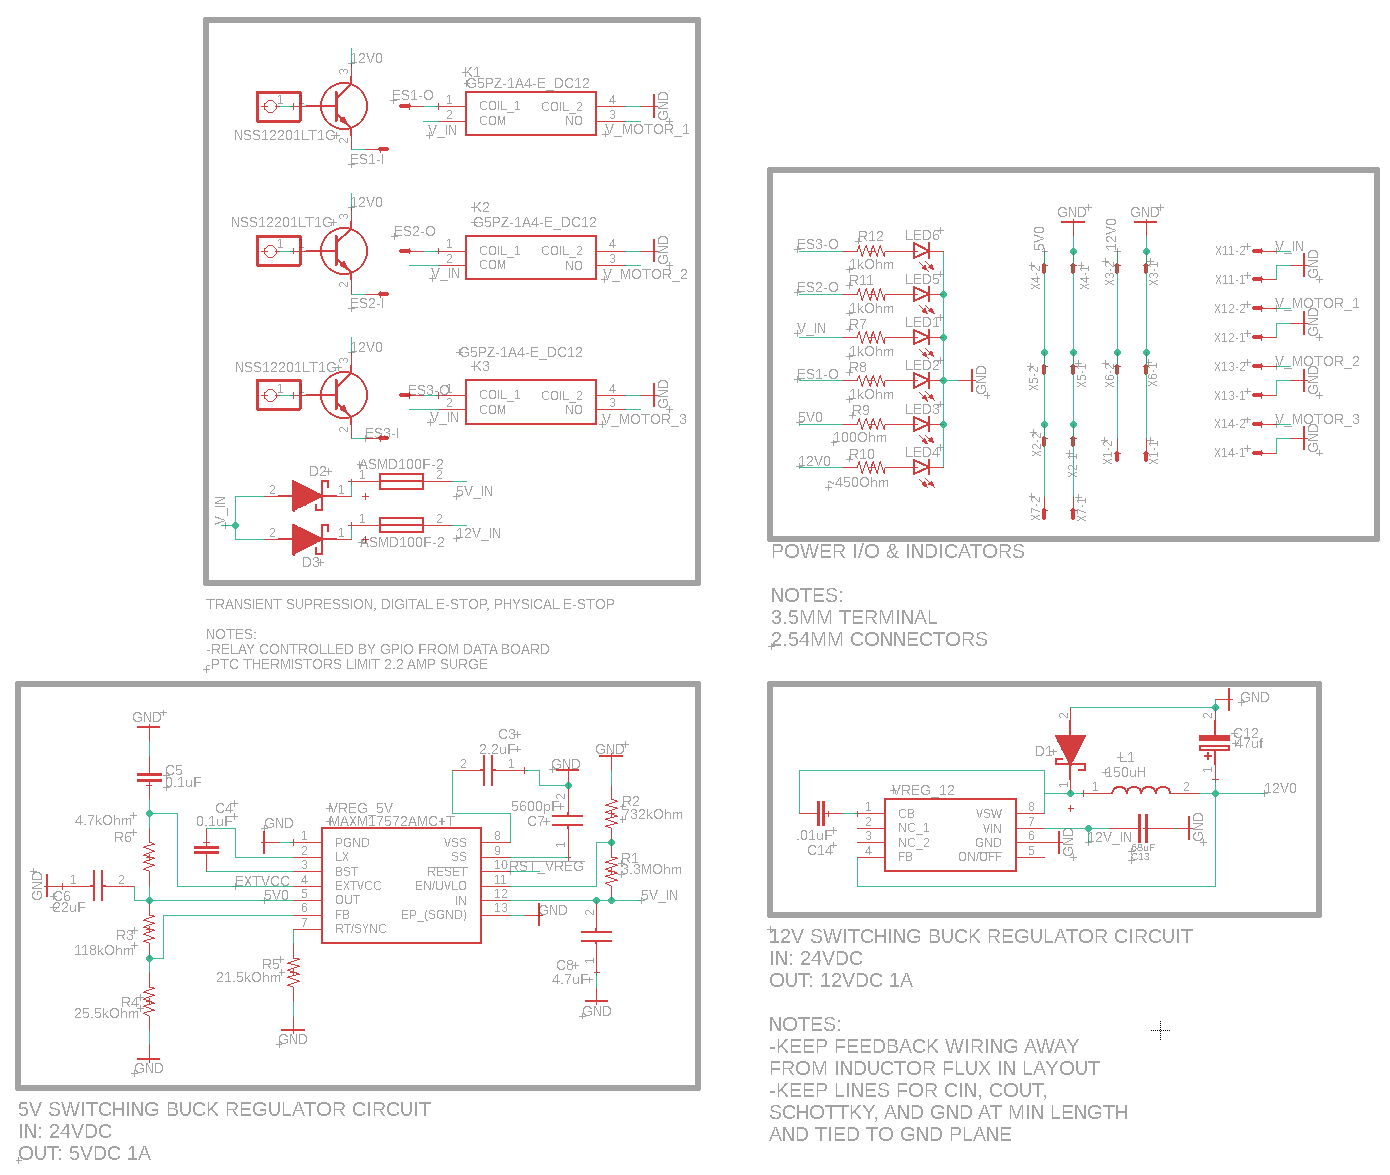 12V0
3
1
NSS12201LT1G
2
ES1-I
ES1-O
K1
G5PZ-1A4-E_DC12
1 COIL_1 COIL_2 4
2 COM NO 3
V_IN
GND
V_MOTOR_1
12V0
3
NSS12201LT1G
1
2
ES2-I
ES2-O
K2
G5PZ-1A4-E_DC12
1 COIL_1 COIL_2 4
2 COM NO 3
V_IN
GND
V_MOTOR_2
12V0
3
NSS12201LT1G
1
2
ES3-I
ES3-O
G5PZ-1A4-E_DC12
K3
1 COIL_1 COIL_2 4
2 COM NO 3
V_IN
GND
V_MOTOR_3
V_IN
D2
2 1
ASMD100F-2
1 2
5V_IN
2 1
D3
1 2
ASMD100F-2
12V_IN
TRANSIENT SUPRESSION, DIGITAL E-STOP, PHYSICAL E-STOP
NOTES:
-RELAY CONTROLLED BY GPIO FROM DATA BOARD
-PTC THERMISTORS LIMIT 2.2 AMP SURGE
ES3-O R12 LED6
1kOhm
ES2-O R11 LED5
1kOhm
V_IN R7 LED1
1kOhm
ES1-O R8 LED2
1kOhm
GND
5V0 R9 LED3
100Ohm
12V0 R10 LED4
~450Ohm
GND GND
5V0 12V0
X4-2 X4-1 X3-2 X3-1
X5-2 X5-1 X6-2 X6-1
X2-2 X2-1 X1-2 X1-1
X7-2 X7-1
X11-2 V_IN
GND
X11-1
X12-2 V_MOTOR_1
GND
X12-1
X13-2 V_MOTOR_2
GND
X13-1
X14-2 V_MOTOR_3
GND
X14-1
POWER I/O & INDICATORS
NOTES:
3.5MM TERMINAL
2.54MM CONNECTORS
GND
C5
0.1uF
4.7kOhm
R6
C4
0.1uF
GND
GND
C6
22uF
1 2
EXTVCC
5V0
R3
118kOhm
R4
25.5kOhm
GND
R5
21.5kOhm
GND
VREG_5V
MAXM17572AMC+T
1 PGND VSS 8
2 LX SS 9
3 BST RESET 10
4 EXTVCC EN/UVLO 11
5 OUT IN 12
6 FB EP_(SGND) 13
7 RT/SYNC
C3
2.2uF
2 1
GND
5600pF
C7
2
1
RST_VREG
GND
R2
732kOhm
R1
3.3MOhm
5V_IN
GND
2
C8
4.7uF
1
GND
5V SWITCHING BUCK REGULATOR CIRCUIT
IN: 24VDC
OUT: 5VDC 1A
GND
2
D1
1
2
C12
47uf
1
L1
150uH
1 2
12V0
VREG_12
1 CB VSW 8
2 NC_1 VIN 7
3 NC_2 GND 6
4 FB ON/OFF 5
.01uF
C14
GND
12V_IN
68uF
C13
GND
12V SWITCHING BUCK REGULATOR CIRCUIT
IN: 24VDC
OUT: 12VDC 1A
NOTES:
-KEEP FEEDBACK WIRING AWAY
FROM INDUCTOR FLUX IN LAYOUT
-KEEP LINES FOR CIN, COUT,
SCHOTTKY, AND GND AT MIN LENGTH
AND TIED TO GND PLANE